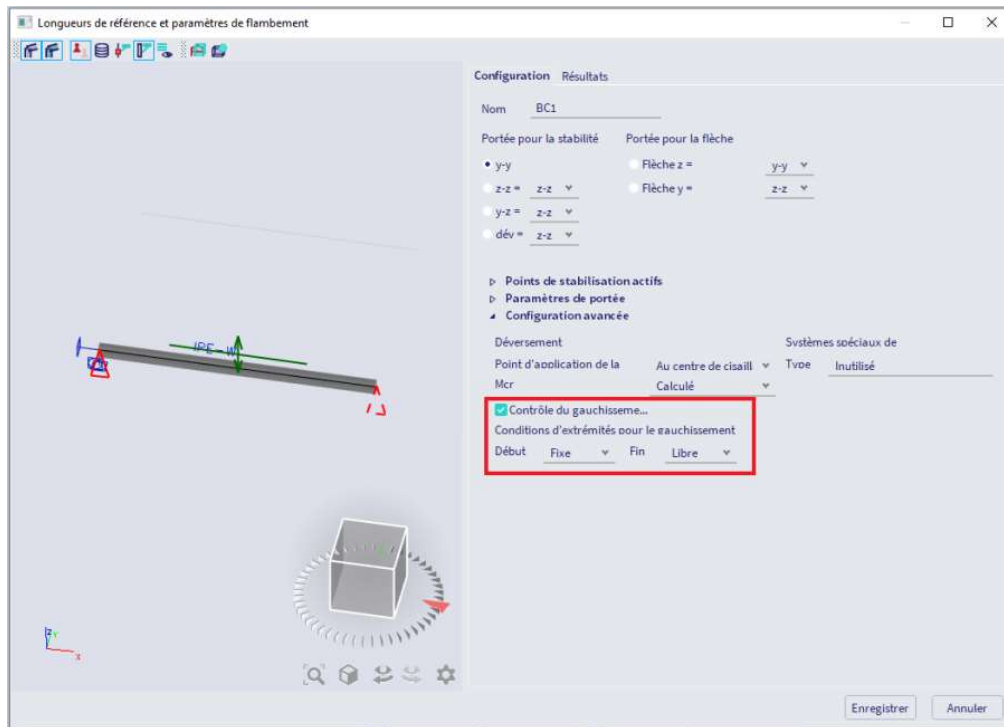 Longueurs de référence et paramètres de flambement
Configuration Résultats
Nom BC1
Portée pour la stabilité Portée pour la flèche
y-y Flèche z = y-y
z-z = z-z Flèche y = z-z
y-z = z-z
dév = z-z
Points de stabilisation actifs
Paramètres de portée
Configuration avancée
Déversement Systèmes spéciaux de
Point d'application de la Au centre de cisaill Type Inutilisé
Mcr Calculé
Contrôle du gauchisseme...
Conditions d'extrémités pour le gauchissement
Début Fixe Fin Libre
IPE - W
z Y
x
Enregistrer Annuler